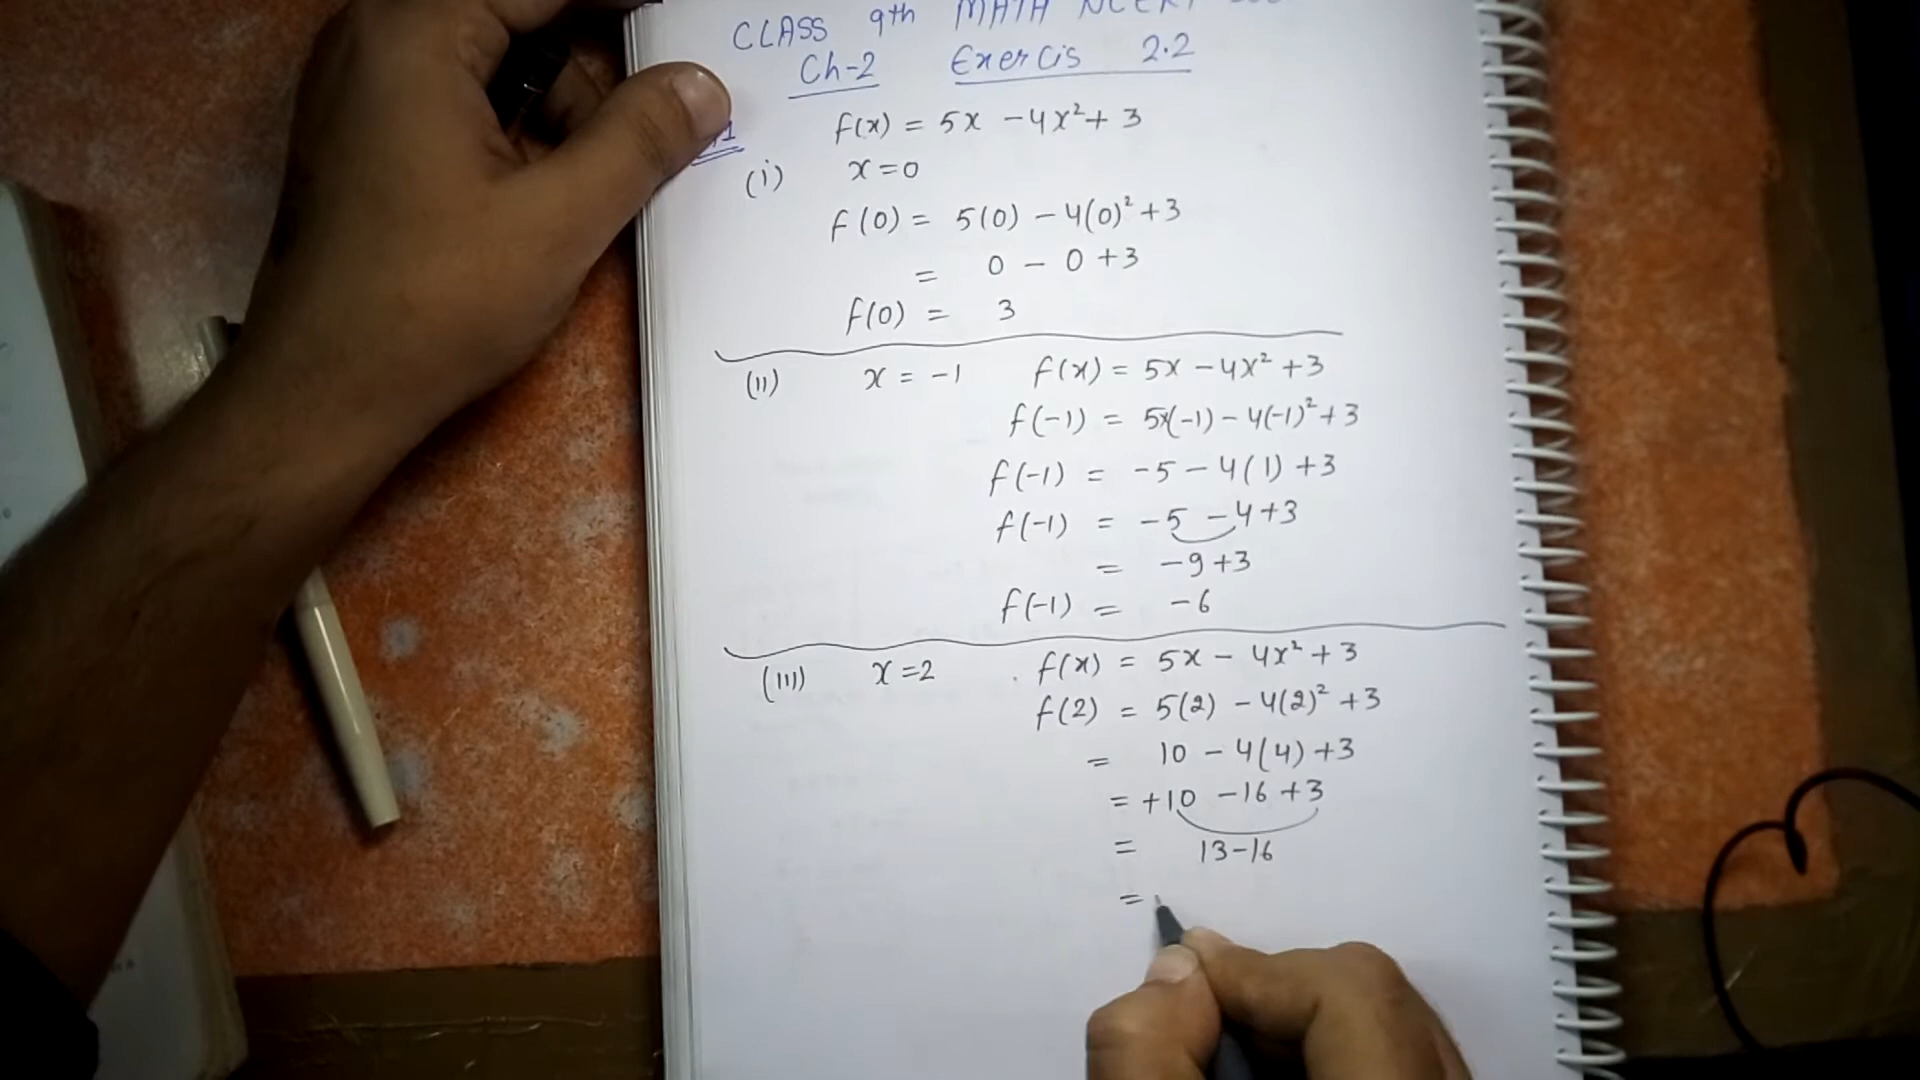 CLASS 9th MATH NCERT
Ch-2 Exercis 2.2
1
f(x) = 5x - 4x² + 3
(i) x = 0
f(0) = 5(0) - 4(0)² + 3
= 0 - 0 + 3
f(0) = 3
(ii) x = -1 f(x) = 5x - 4x² + 3
f(-1) = 5x(-1) - 4(-1)² + 3
f(-1) = -5 - 4(1) + 3
f(-1) = -5 - 4 + 3
= -9 + 3
f(-1) = -6
(iii) x = 2 f(x) = 5x - 4x² + 3
f(2) = 5(2) - 4(2)² + 3
= 10 - 4(4) + 3
= +10 - 16 + 3
= 13 - 16
=